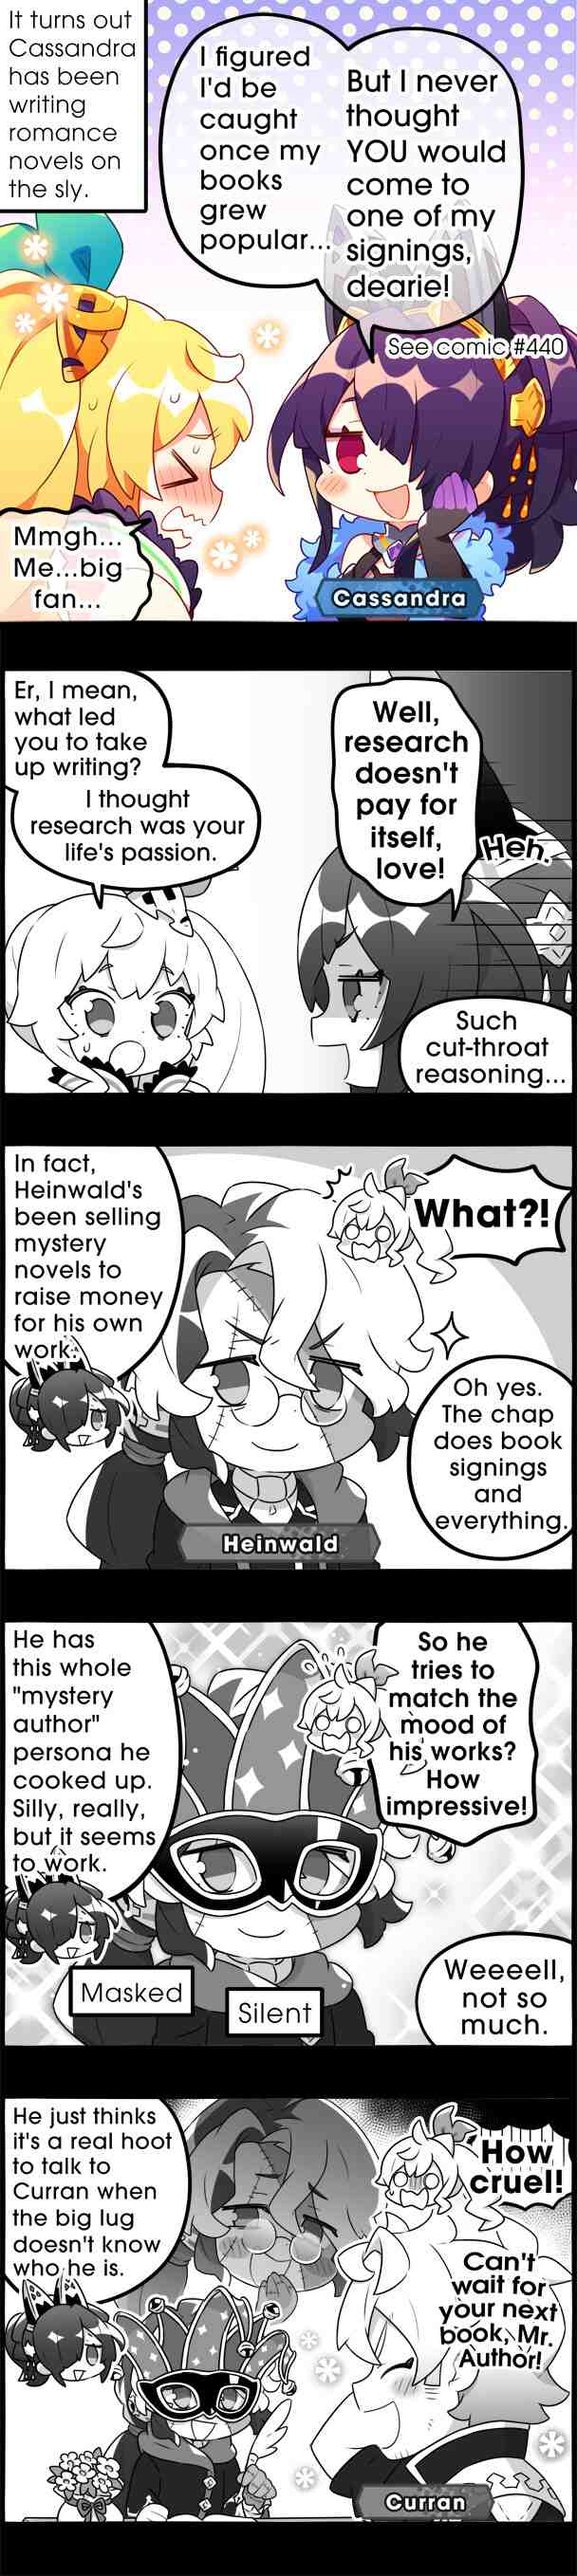 It turns out
Cassandra
has been
writing
romance
novels on
the sly.
I figured
I'd be
caught
once my
books
grew
popular...
But I never
thought
YOU would
come to
one of my
signings,
dearie!
See comic #440
Mmgh...
Me...big
fan...
Cassandra
Er, I mean,
what led
you to take
up writing?
I thought
research was your
life's passion.
Well,
research
doesn't
pay for
itself,
love!
Heh.
Such
cut-throat
reasoning...
In fact,
Heinwald's
been selling
mystery
novels to
raise money
for his own
work.
What?!
Oh yes.
The chap
does book
signings
and
everything.
Heinwald
He has
this whole
"mystery
author"
persona he
cooked up.
Silly, really,
but it seems
to work.
So he
tries to
match the
mood of
his works?
How
impressive!
Masked
Silent
Weeeell,
not so
much.
He just thinks
it's a real hoot
to talk to
Curran when
the big lug
doesn't know
who he is.
How
cruel!
Can't
wait for
your next
book, Mr.
Author!
Curran